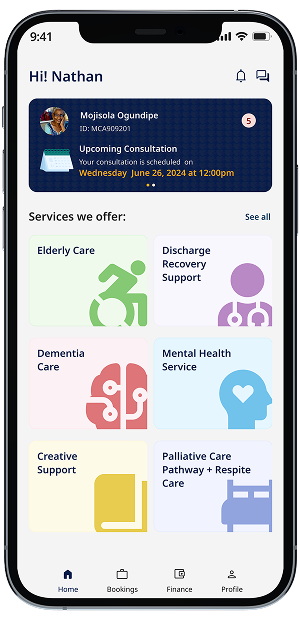 9:41
Hi! Nathan
Mojisola Ogundipe
ID: MCA909201
5
Upcoming Consultation
Your consultation is scheduled on
Wednesday June 26, 2024 at 12:00pm
Services we offer:
See all
Elderly Care
Discharge
Recovery
Support
Dementia
Care
Mental Health
Service
Creative
Support
Palliative Care
Pathway + Respite
Care
Home
Bookings
Finance
Profile